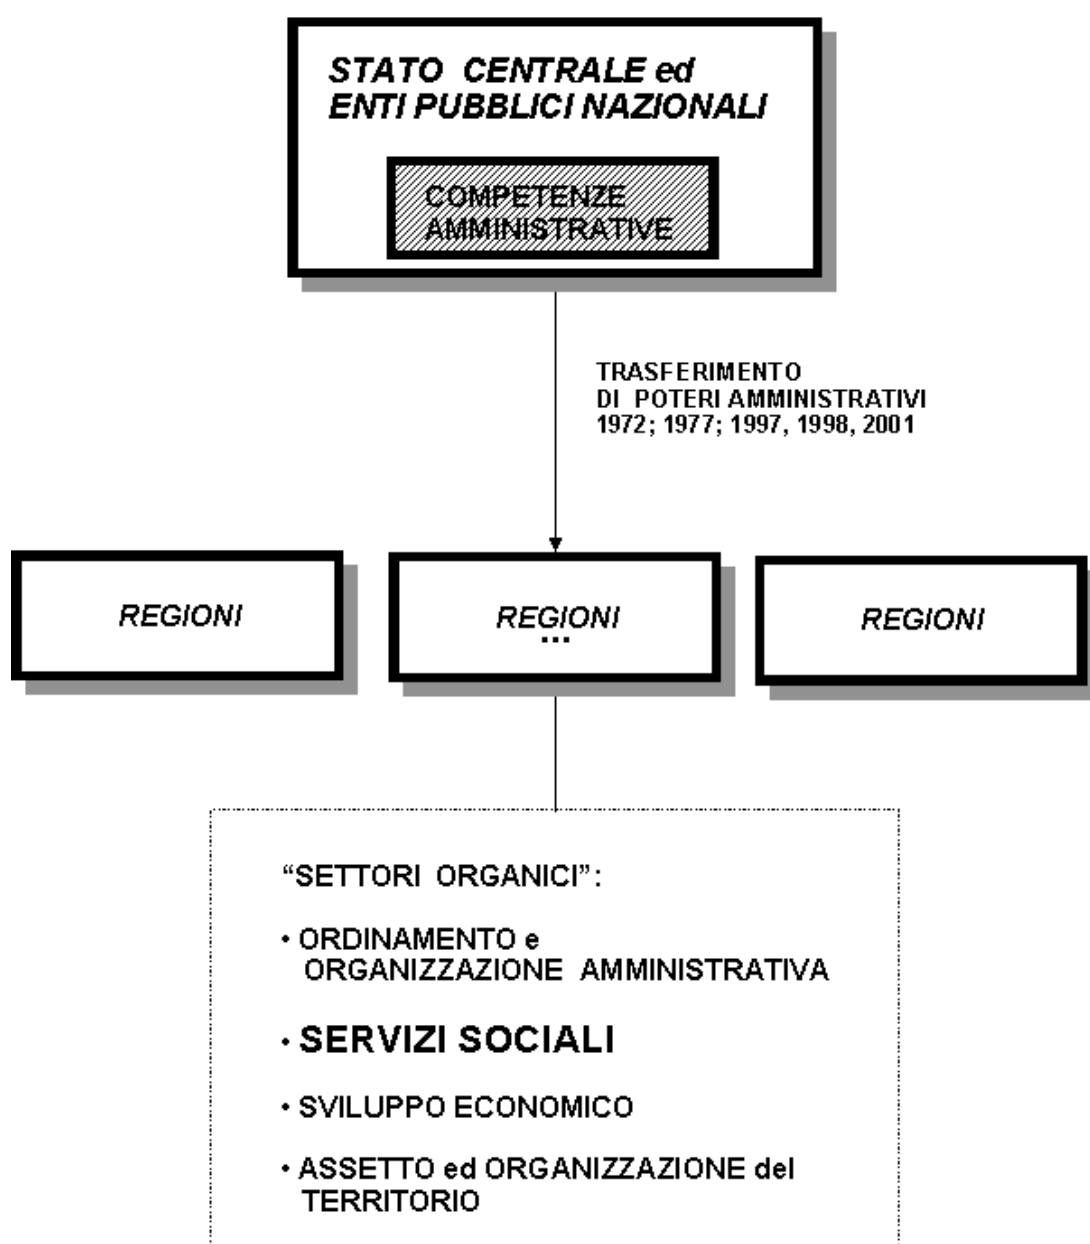 STATO CENTRALE ed
ENTI PUBBLICI NAZIONALI
COMPETENZE
AMMINISTRATIVE
TRASFERIMENTO
DI POTERI AMMINISTRATIVI
1972; 1977; 1997, 1998, 2001
REGIONI
REGIONI
...
REGIONI
“SETTORI ORGANICI”:
• ORDINAMENTO e
ORGANIZZAZIONE AMMINISTRATIVA
• SERVIZI SOCIALI
• SVILUPPO ECONOMICO
• ASSETTO ed ORGANIZZAZIONE del
TERRITORIO